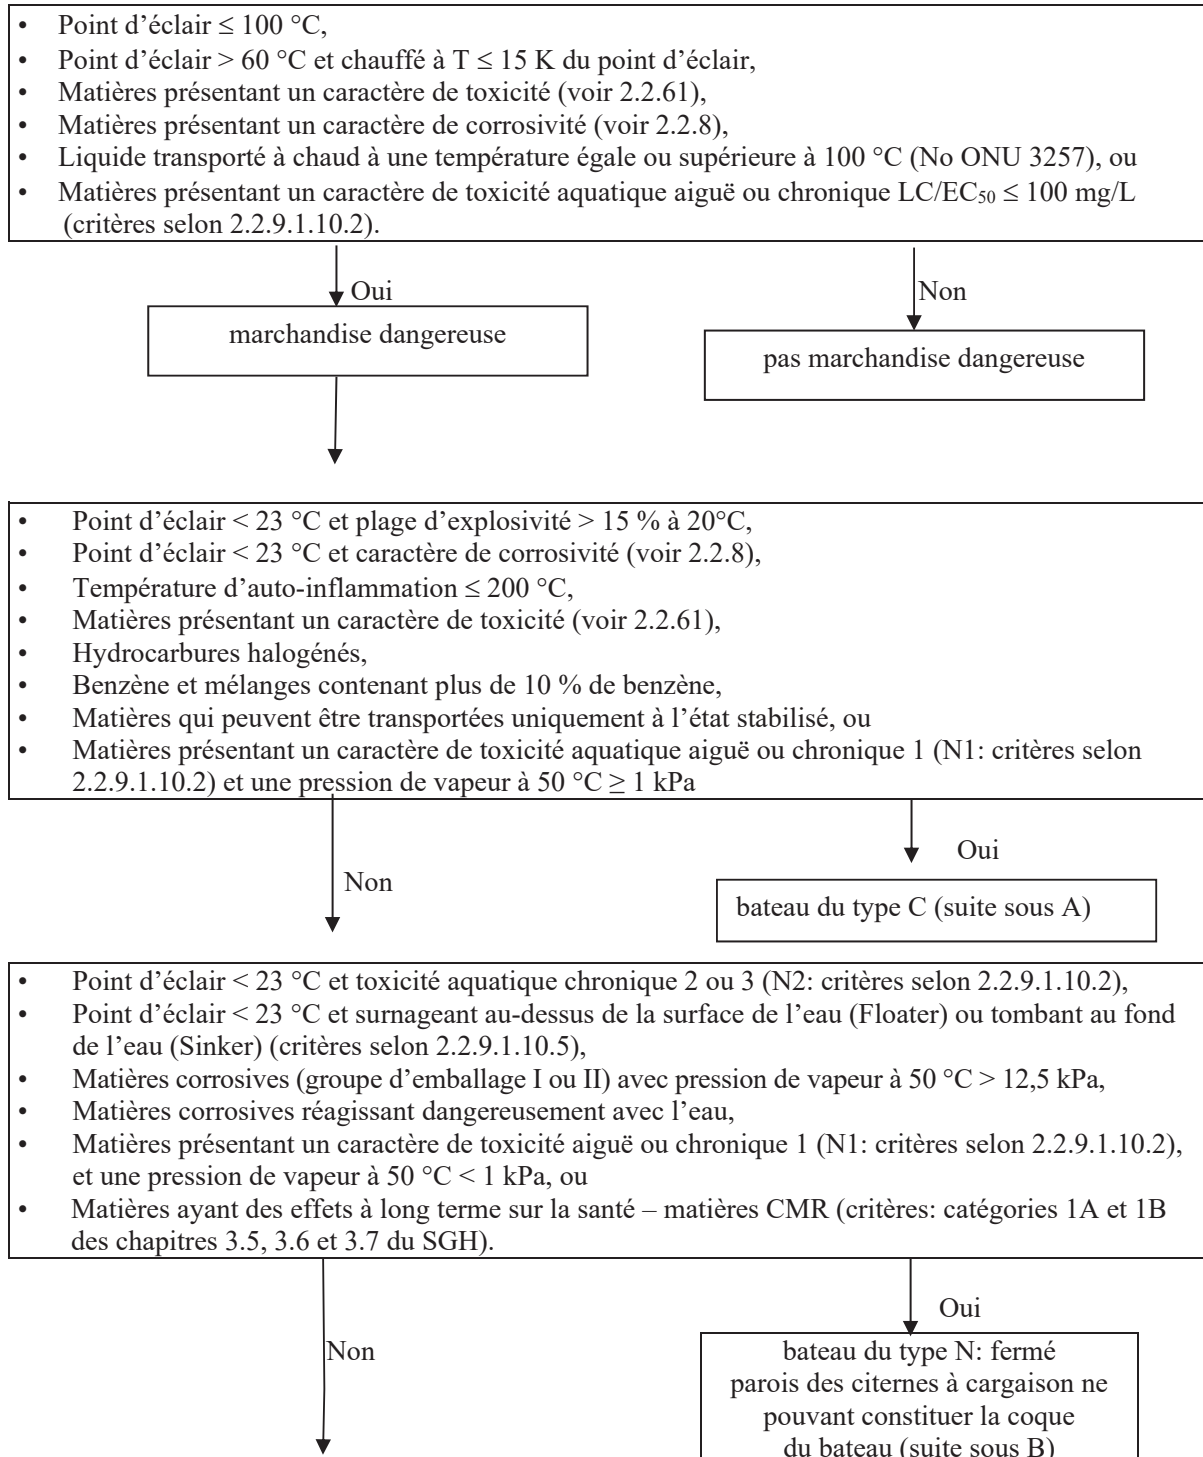 • Point d’éclair ≤ 100 °C,
• Point d’éclair > 60 °C et chauffé à T ≤ 15 K du point d’éclair,
• Matières présentant un caractère de toxicité (voir 2.2.61),
• Matières présentant un caractère de corrosivité (voir 2.2.8),
• Liquide transporté à chaud à une température égale ou supérieure à 100 °C (No ONU 3257), ou
• Matières présentant un caractère de toxicité aquatique aiguë ou chronique LC/EC₅₀ ≤ 100 mg/L
(critères selon 2.2.9.1.10.2).
Oui
Non
marchandise dangereuse
pas marchandise dangereuse
• Point d’éclair < 23 °C et plage d’explosivité > 15 % à 20°C,
• Point d’éclair < 23 °C et caractère de corrosivité (voir 2.2.8),
• Température d’auto-inflammation ≤ 200 °C,
• Matières présentant un caractère de toxicité (voir 2.2.61),
• Hydrocarbures halogénés,
• Benzène et mélanges contenant plus de 10 % de benzène,
• Matières qui peuvent être transportées uniquement à l’état stabilisé, ou
• Matières présentant un caractère de toxicité aquatique aiguë ou chronique 1 (N1: critères selon
2.2.9.1.10.2) et une pression de vapeur à 50 °C ≥ 1 kPa
Oui
Non
bateau du type C (suite sous A)
• Point d’éclair < 23 °C et toxicité aquatique chronique 2 ou 3 (N2: critères selon 2.2.9.1.10.2),
• Point d’éclair < 23 °C et surnageant au-dessus de la surface de l’eau (Floater) ou tombant au fond
de l’eau (Sinker) (critères selon 2.2.9.1.10.5),
• Matières corrosives (groupe d’emballage I ou II) avec pression de vapeur à 50 °C > 12,5 kPa,
• Matières corrosives réagissant dangereusement avec l’eau,
• Matières présentant un caractère de toxicité aiguë ou chronique 1 (N1: critères selon 2.2.9.1.10.2),
et une pression de vapeur à 50 °C < 1 kPa, ou
• Matières ayant des effets à long terme sur la santé – matières CMR (critères: catégories 1A et 1B
des chapitres 3.5, 3.6 et 3.7 du SGH).
Oui
Non
bateau du type N: fermé
parois des citernes à cargaison ne
pouvant constituer la coque
du bateau (suite sous B)